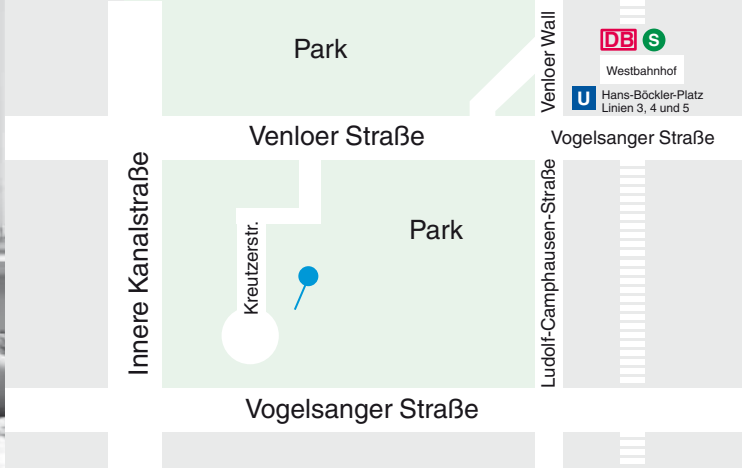 Park
Venloer Wall
DB S
Westbahnhof
U Hans-Böckler-Platz
Linien 3, 4 und 5
Venloer Straße
Vogelsanger Straße
Innere Kanalstraße
Park
Kreutzerstr.
Ludolf-Camphausen-Straße
Vogelsanger Straße